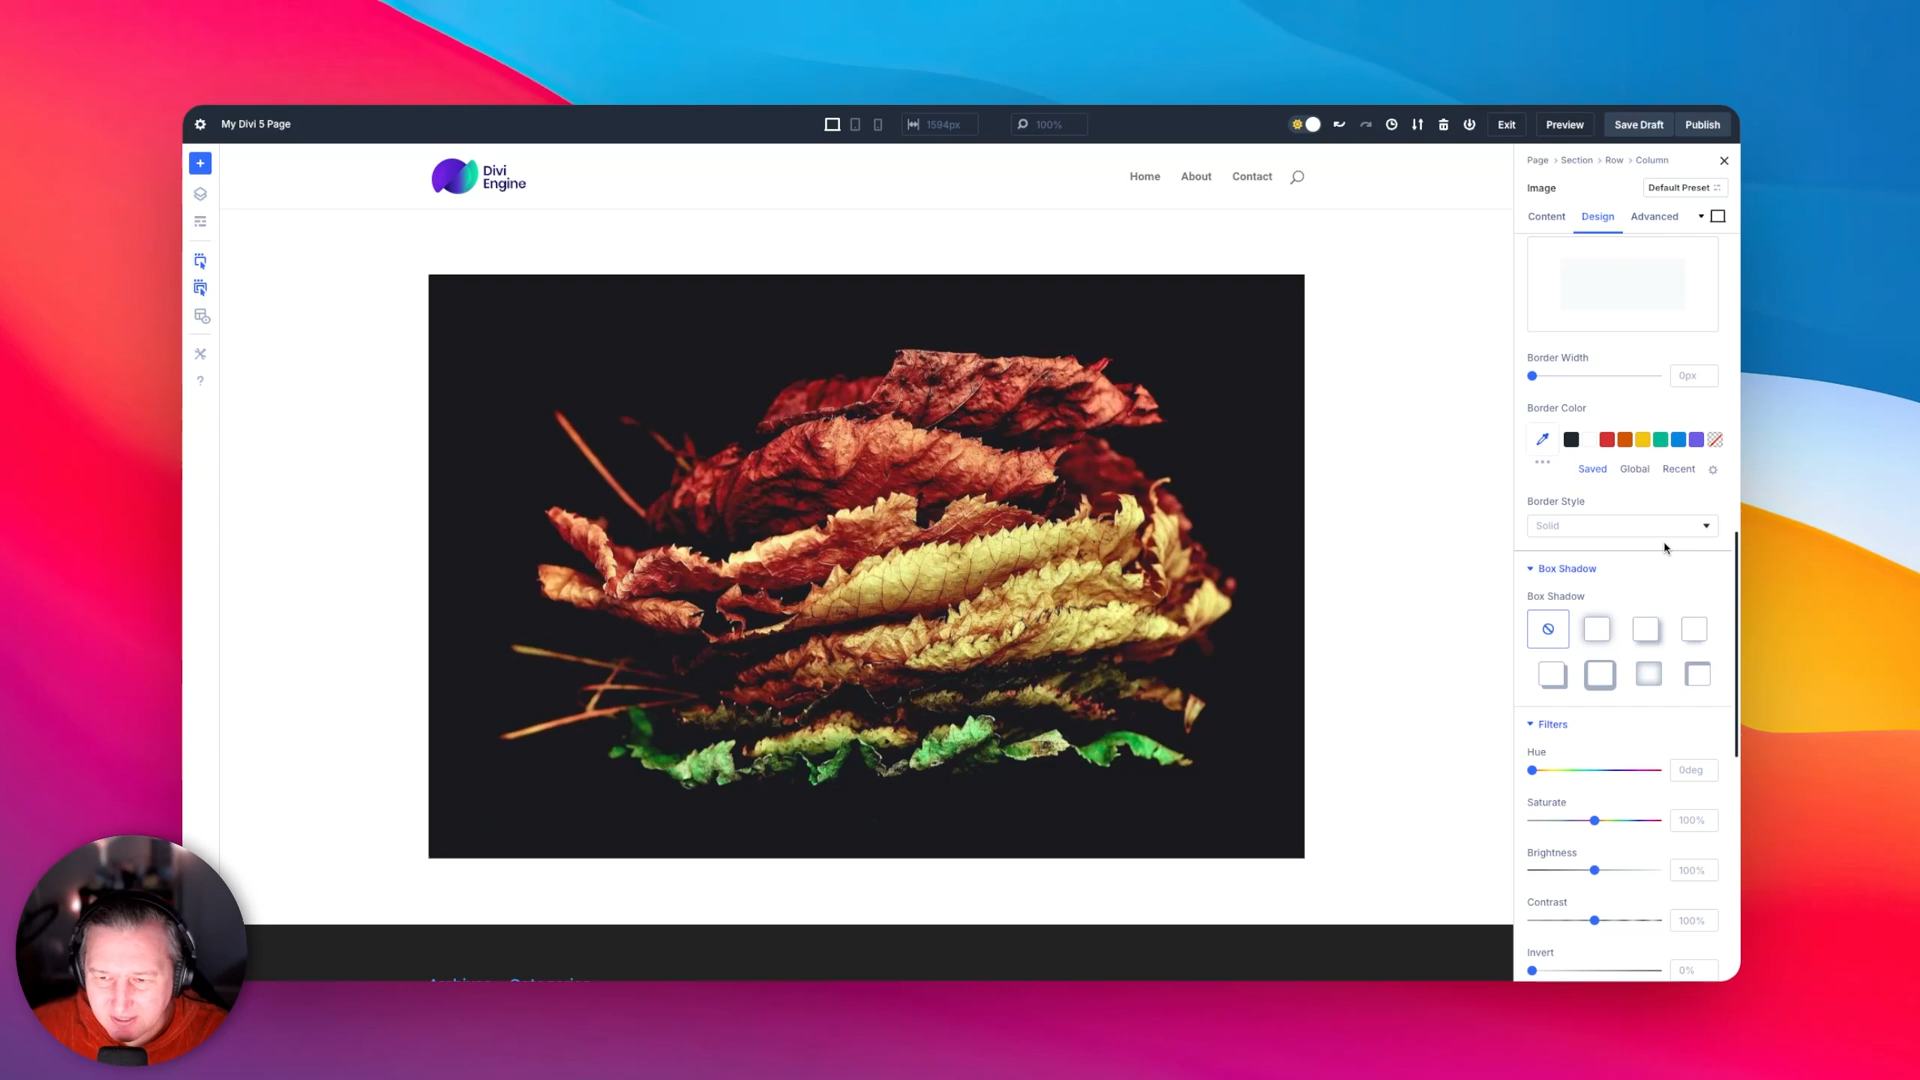 My Divi 5 Page
1594px
100%
Exit
Preview
Save Draft
Publish
Divi
Engine
Home
About
Contact
Page > Section > Row > Column
Image
Default Preset
Content
Design
Advanced
Border Width
0px
Border Color
Saved
Global
Recent
Border Style
Solid
Box Shadow
Box Shadow
Filters
Hue
0deg
Saturate
100%
Brightness
100%
Contrast
100%
Invert
0%